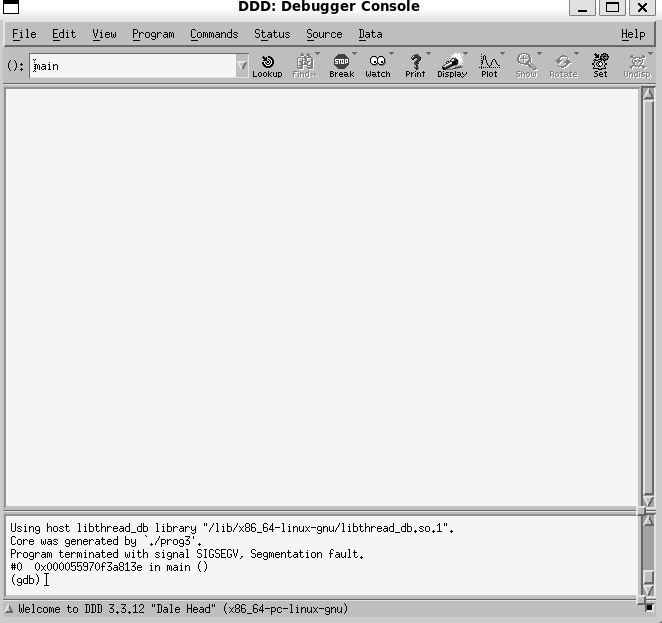 DDD: Debugger Console
File Edit View Program Commands Status Source Data Help
(): main
Lookup Find» Break Watch Print Display Plot Show Rotate Set Undisp
STOP
Using host libthread_db library "/lib/x86_64-linux-gnu/libthread_db.so.1".
Core was generated by `./prog3'.
Program terminated with signal SIGSEGV, Segmentation fault.
#0  0x000055970f3a813e in main ()
(gdb)
Welcome to DDD 3.3.12 "Dale Head" (x86_64-pc-linux-gnu)